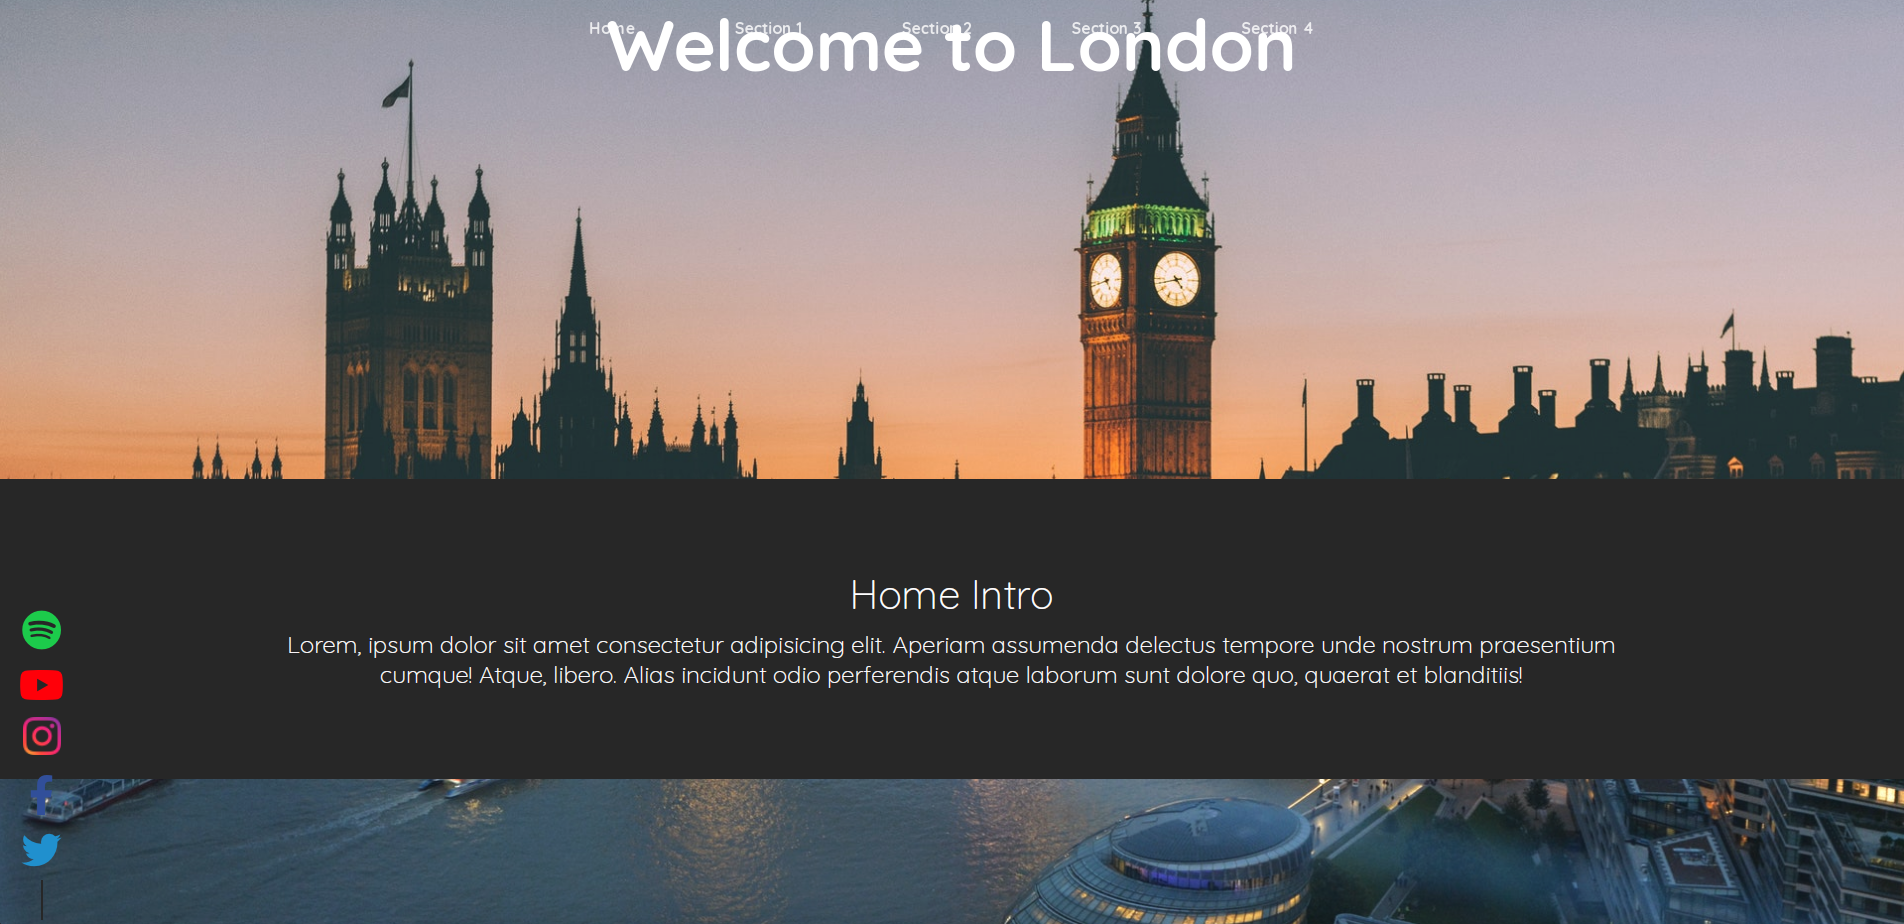 Home Section 1 Section 2 Section 3 Section 4
Welcome to London
Home Intro
Lorem, ipsum dolor sit amet consectetur adipisicing elit. Aperiam assumenda delectus tempore unde nostrum praesentium
cumque! Atque, libero. Alias incidunt odio perferendis atque laborum sunt dolore quo, quaerat et blanditiis!